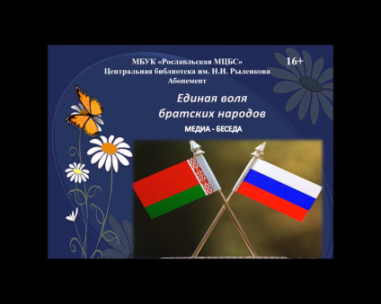 МБУК «Рославльская МЦБС»
16+
Центральная библиотека им. Н.И. Рыленкова
Абонемент
Единая воля
братских народов
МЕДИА - БЕСЕДА